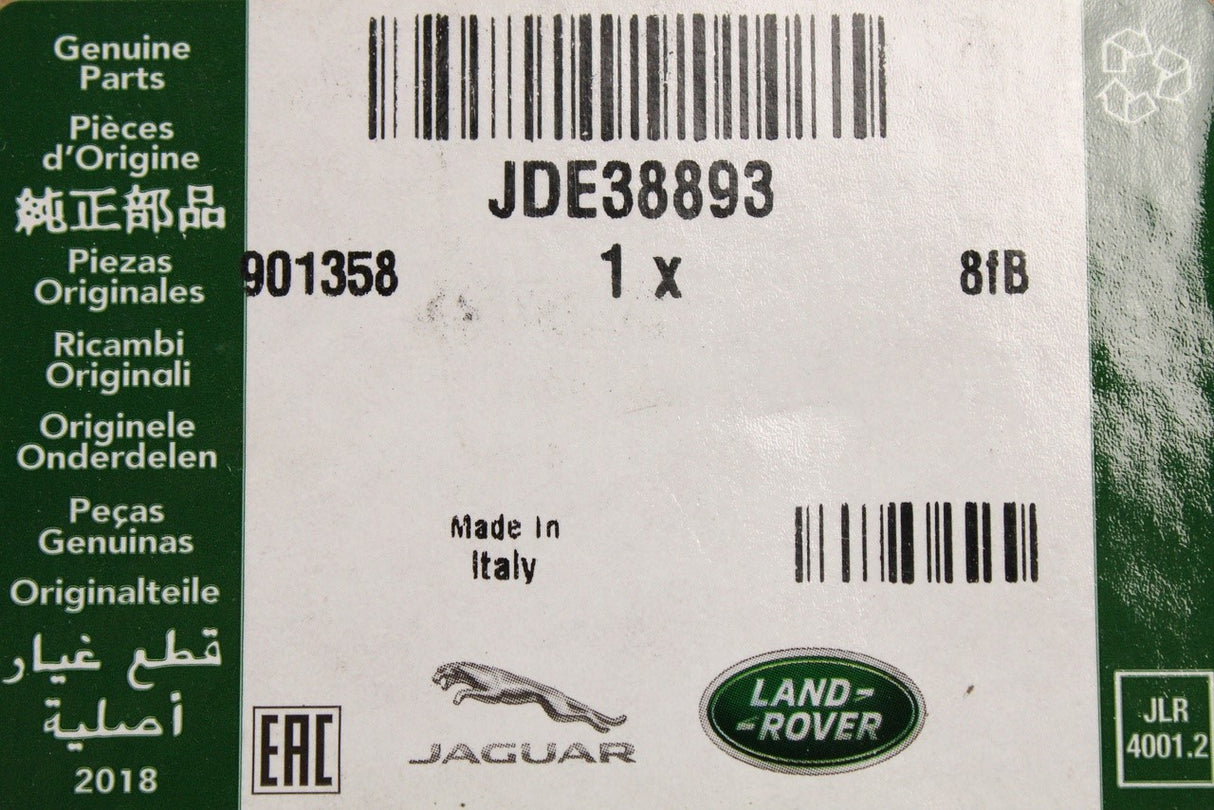 Genuine
Parts
Pièces
d’Origine
純正部品
Piezas
Originales
Ricambi
Originali
Originele
Onderdelen
Peças
Genuinas
Originalteile
قطع غيار
أصلية
2018
JDE38893
901358 1 x 8fB
Made In
Italy
EAC
JAGUAR
LAND-
-ROVER
JLR
4001.2